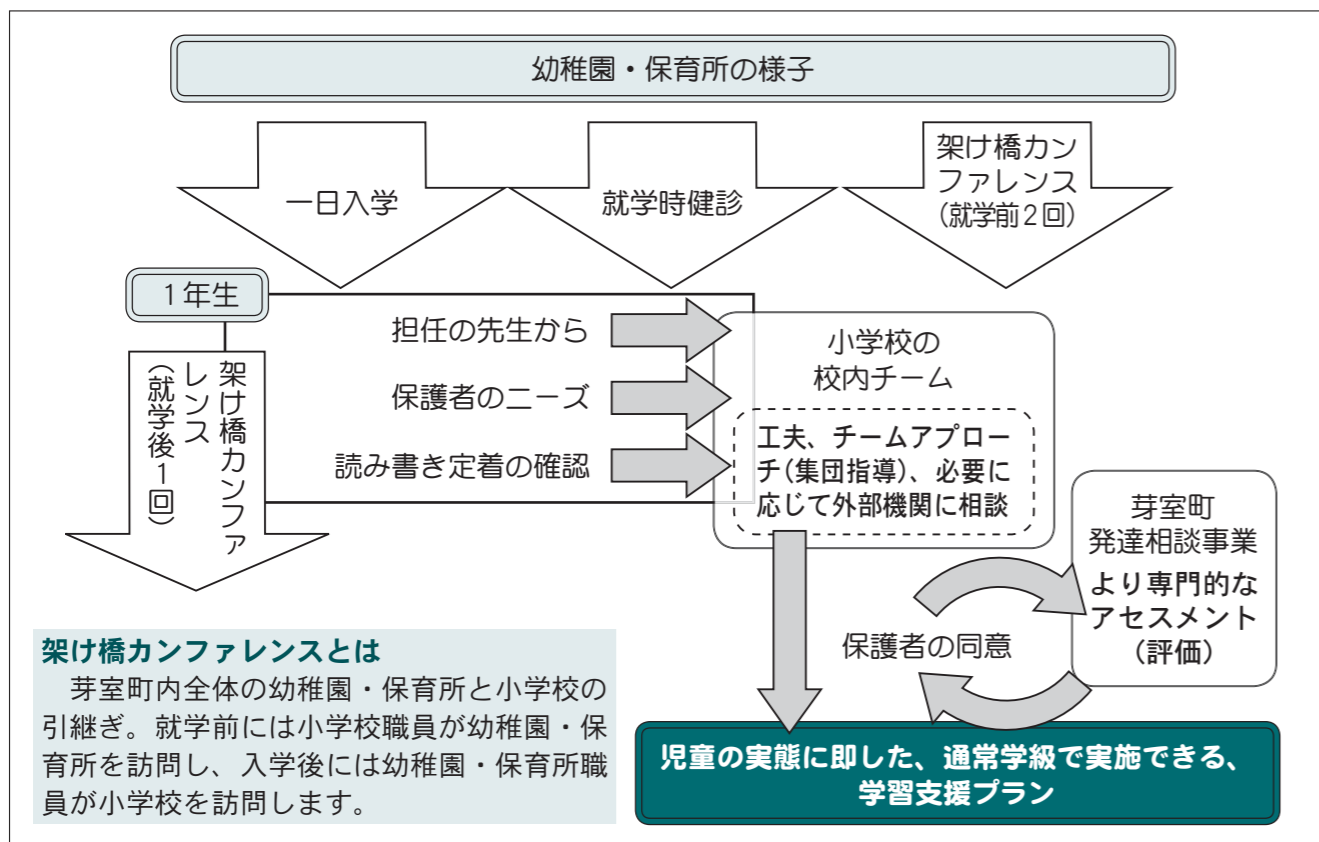 幼稚園・保育所の様子
一日入学
就学時健診
架け橋カン
ファレンス
(就学前2回)
1年生
架け橋カンファ
レンス
(就学後1回)
担任の先生から
保護者のニーズ
読み書き定着の確認
小学校の
校内チーム
工夫、チームアプロー
チ(集団指導)、必要に
応じて外部機関に相談
芽室町
発達相談事業
より専門的な
アセスメント
(評価)
保護者の同意
架け橋カンファレンスとは
　芽室町内全体の幼稚園・保育所と小学校の
引継ぎ。就学前には小学校職員が幼稚園・保
育所を訪問し、入学後には幼稚園・保育所職
員が小学校を訪問します。
児童の実態に即した、通常学級で実施できる、
学習支援プラン